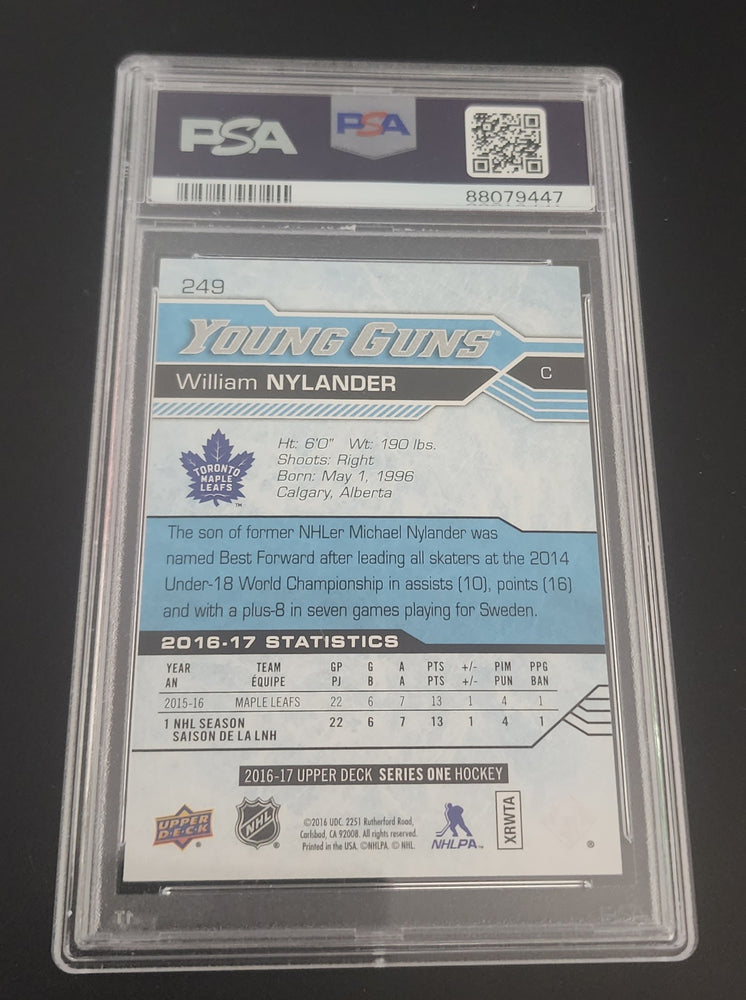 PSA
PSA
88079447
249
YOUNG GUNS®
William NYLANDER
C
TORONTO
MAPLE
LEAFS
TM
Ht: 6'0" Wt: 190 lbs.
Shoots: Right
Born: May 1, 1996
Calgary, Alberta
The son of former NHLer Michael Nylander was
named Best Forward after leading all skaters at the 2014
Under-18 World Championship in assists (10), points (16)
and with a plus-8 in seven games playing for Sweden.
2016-17 STATISTICS
YEAR TEAM GP G A PTS +/- PIM PPG
AN ÉQUIPE PJ B A PTS +/- PUN BAN
2015-16 MAPLE LEAFS 22 6 7 13 1 4 1
1 NHL SEASON 22 6 7 13 1 4 1
SAISON DE LA LNH
2016-17 UPPER DECK SERIES ONE HOCKEY
UPPER
D·E·C·K
®
NHL
®
©2016 UDC. 2251 Rutherford Road,
Carlsbad, CA 92008. All rights reserved.
Printed in the USA. ©NHLPA. © NHL.
NHLPA™
XRWTA
®